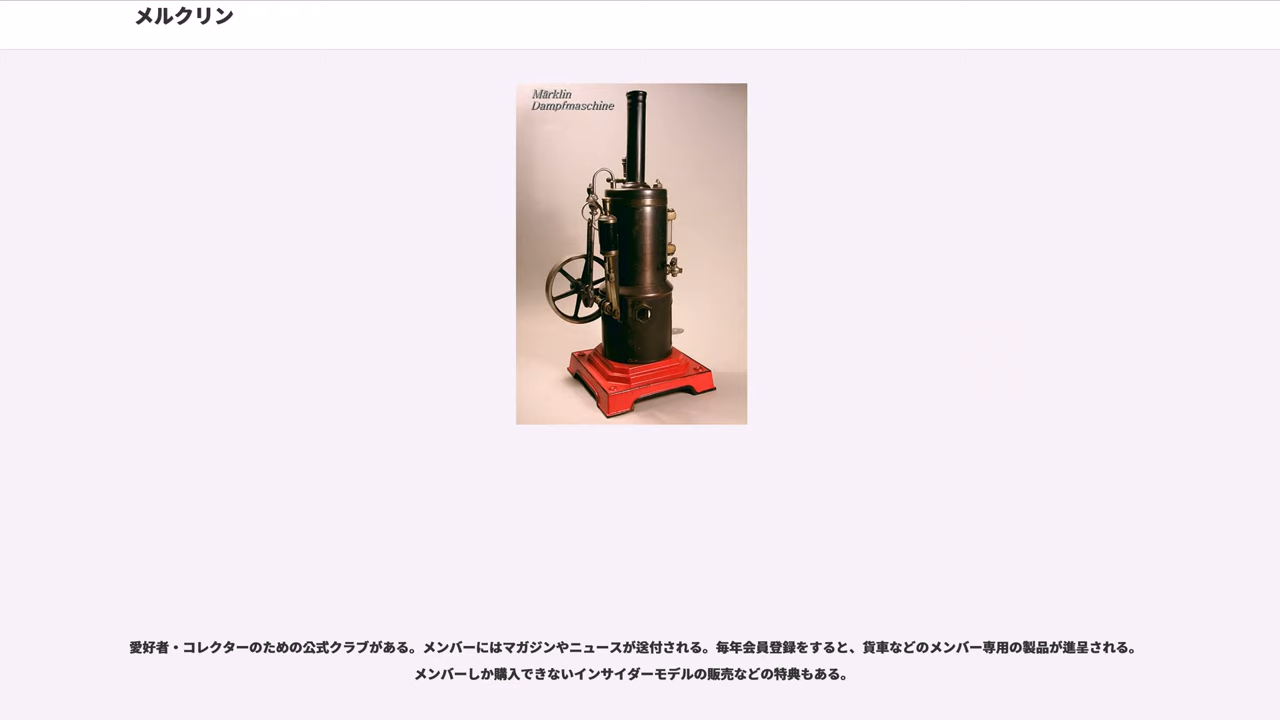 メルクリン
Märklin
Dampfmaschine
愛好者・コレクターのための公式クラブがある。メンバーにはマガジンやニュースが送付される。毎年会員登録をすると、貨車などのメンバー専用の製品が進呈される。
メンバーしか購入できないインサイダーモデルの販売などの特典もある。